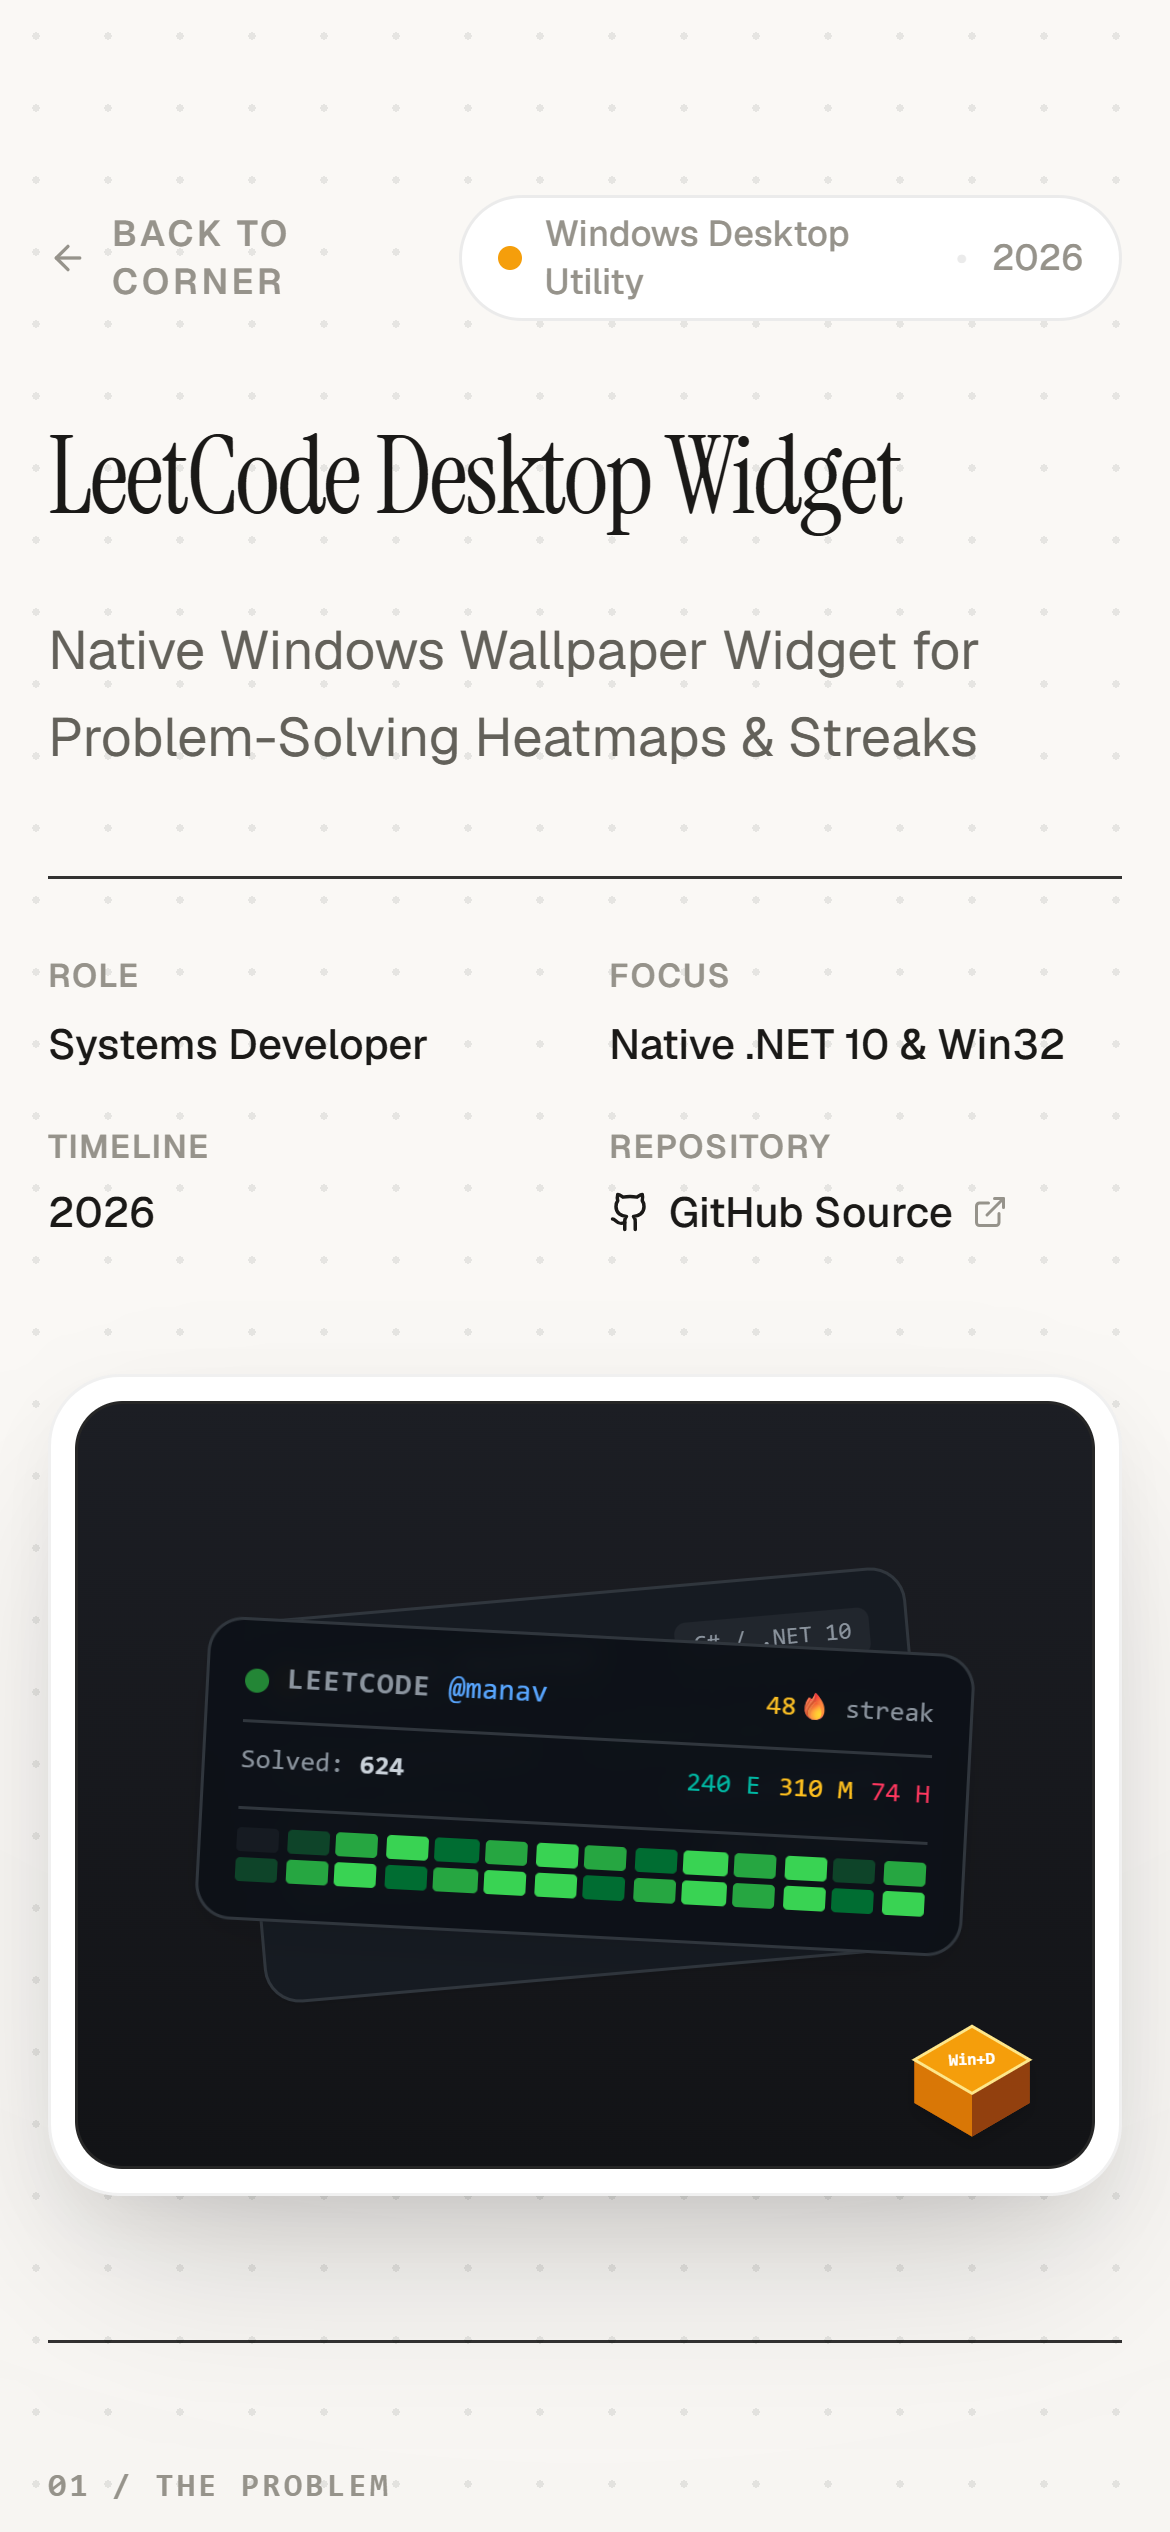 BACK TO
CORNER
Windows Desktop
Utility
2026
LeetCode Desktop Widget
Native Windows Wallpaper Widget for
Problem-Solving Heatmaps & Streaks
ROLE
Systems Developer
FOCUS
Native .NET 10 & Win32
TIMELINE
2026
REPOSITORY
GitHub Source
C# / .NET 10
LEETCODE @manav
48🔥 streak
Solved: 624
240 E 310 M 74 H
Win+D
01 / THE PROBLEM